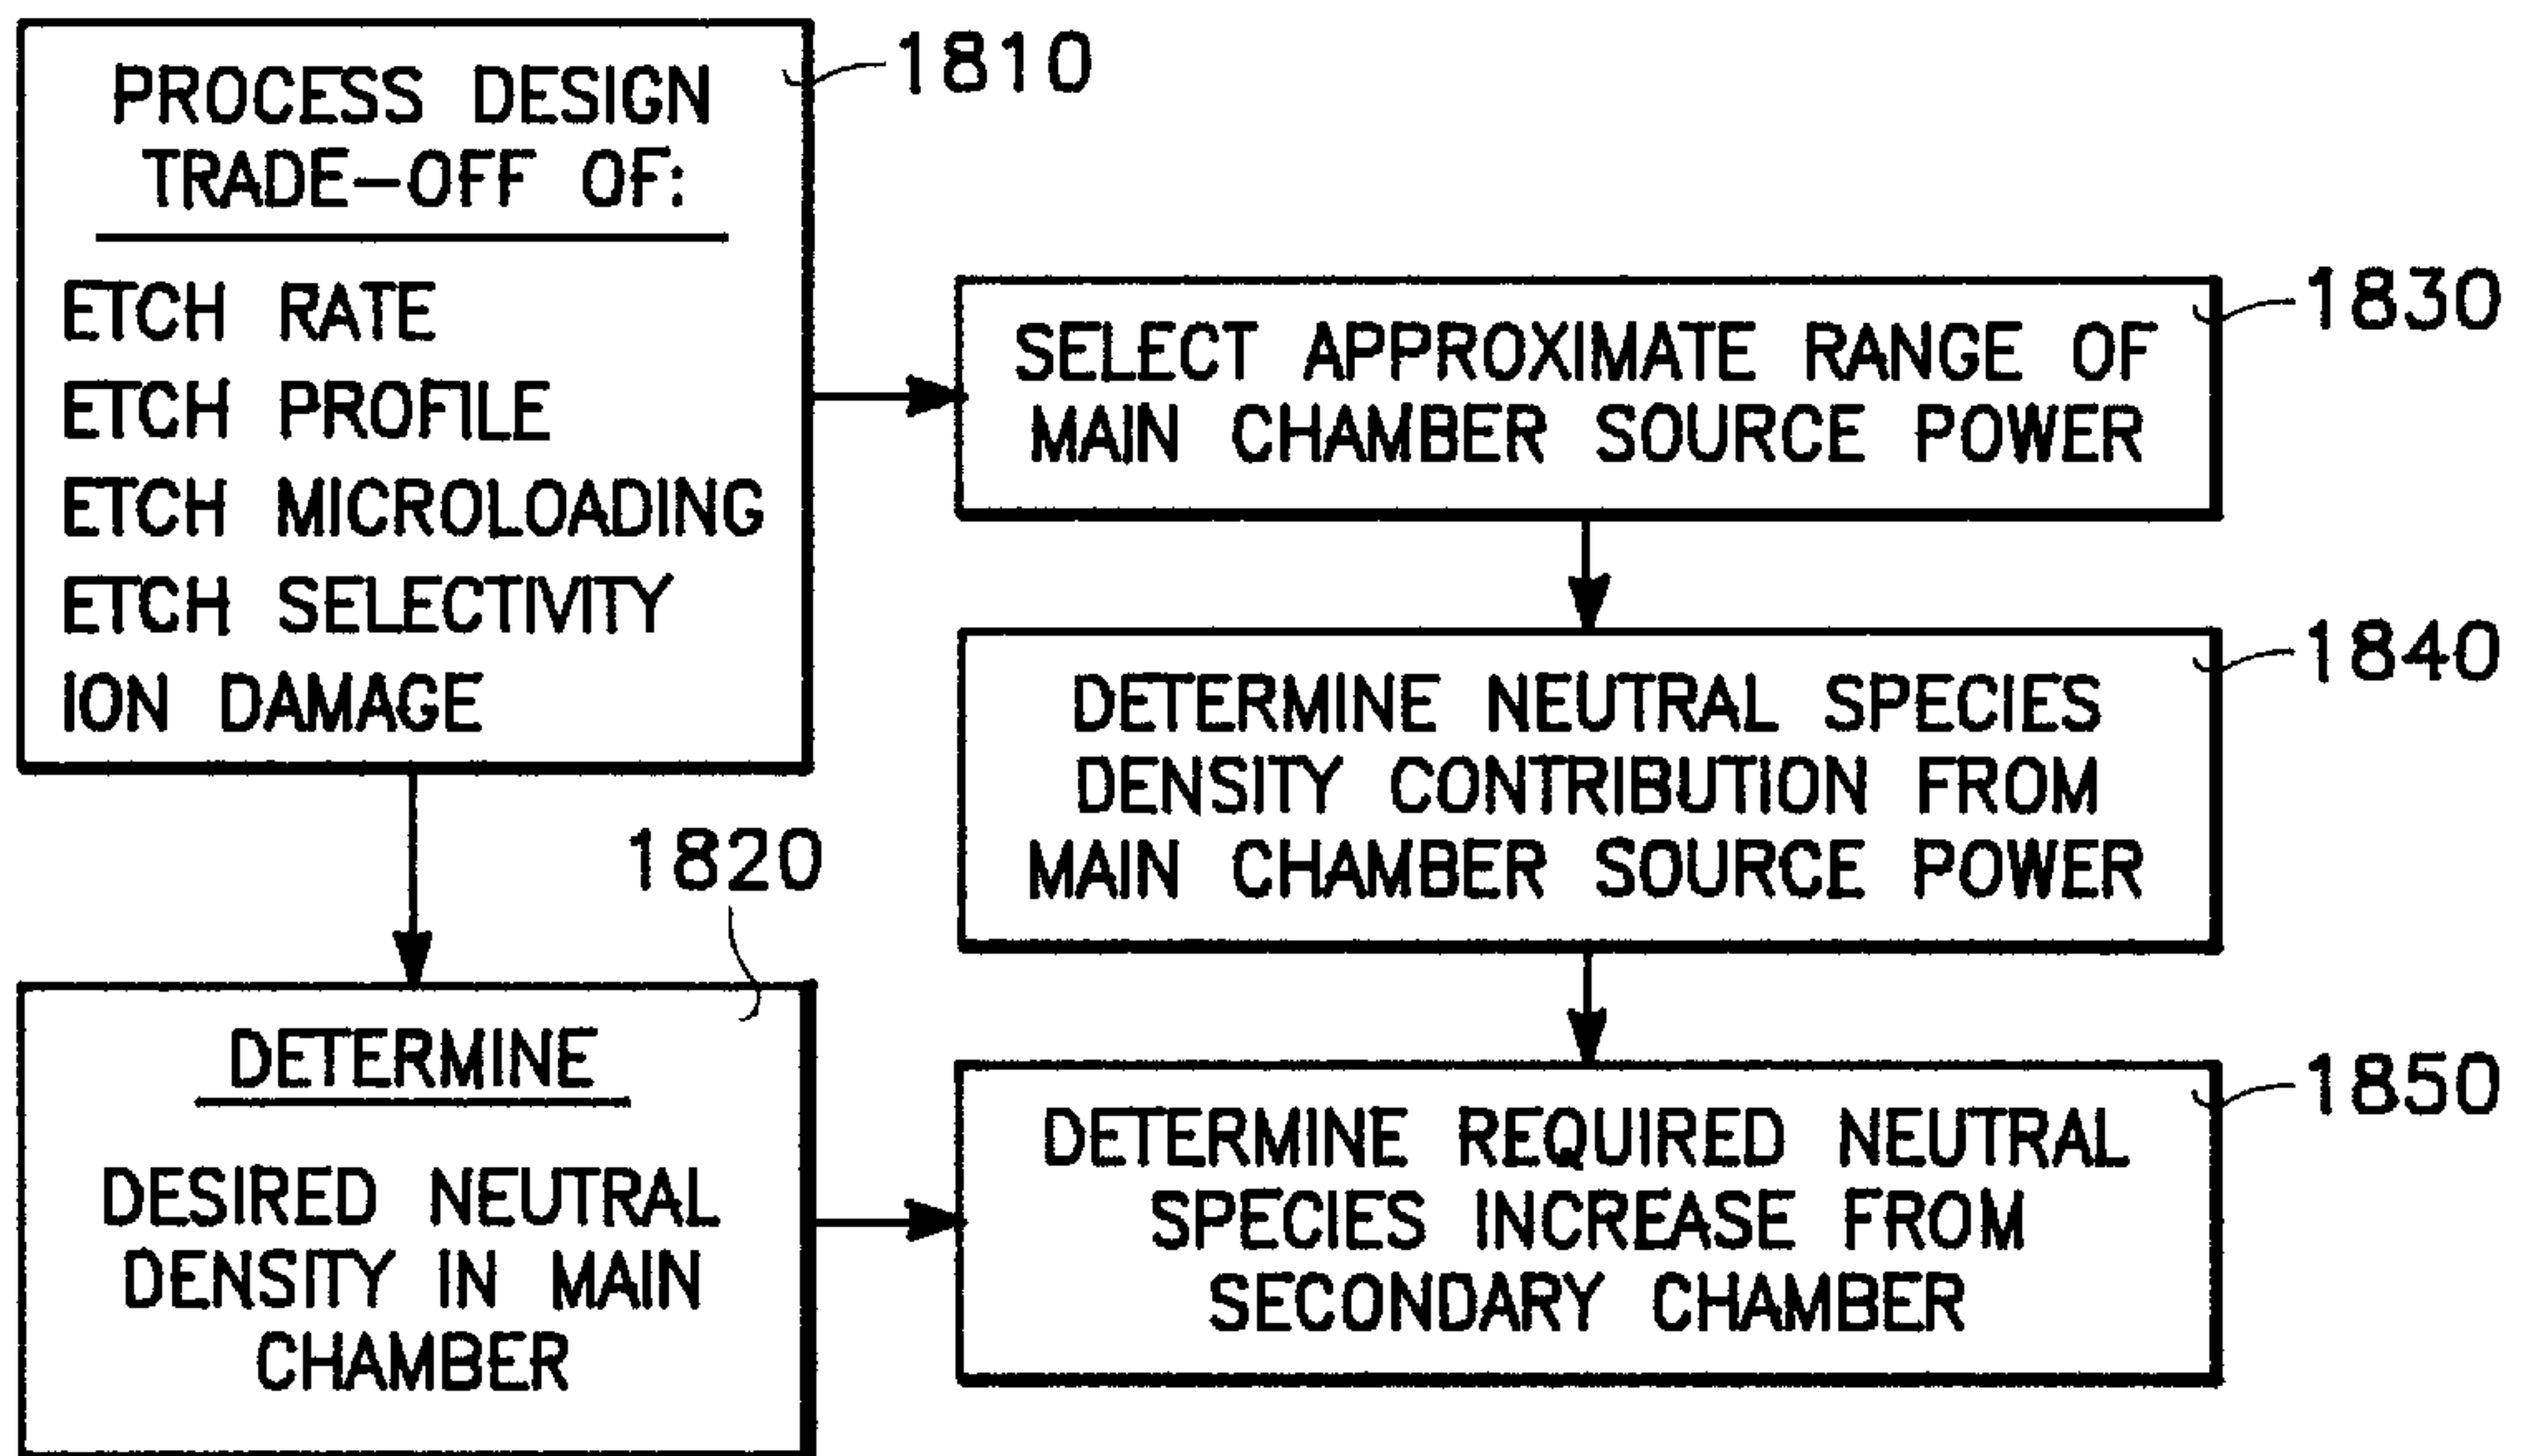 PROCESS DESIGN
TRADE-OFF OF:
ETCH RATE
ETCH PROFILE
ETCH MICROLOADING
ETCH SELECTIVITY
ION DAMAGE
1810
1820
DETERMINE
DESIRED NEUTRAL
DENSITY IN MAIN
CHAMBER
SELECT APPROXIMATE RANGE OF
MAIN CHAMBER SOURCE POWER
1830
DETERMINE NEUTRAL SPECIES
DENSITY CONTRIBUTION FROM
MAIN CHAMBER SOURCE POWER
1840
DETERMINE REQUIRED NEUTRAL
SPECIES INCREASE FROM
SECONDARY CHAMBER
1850